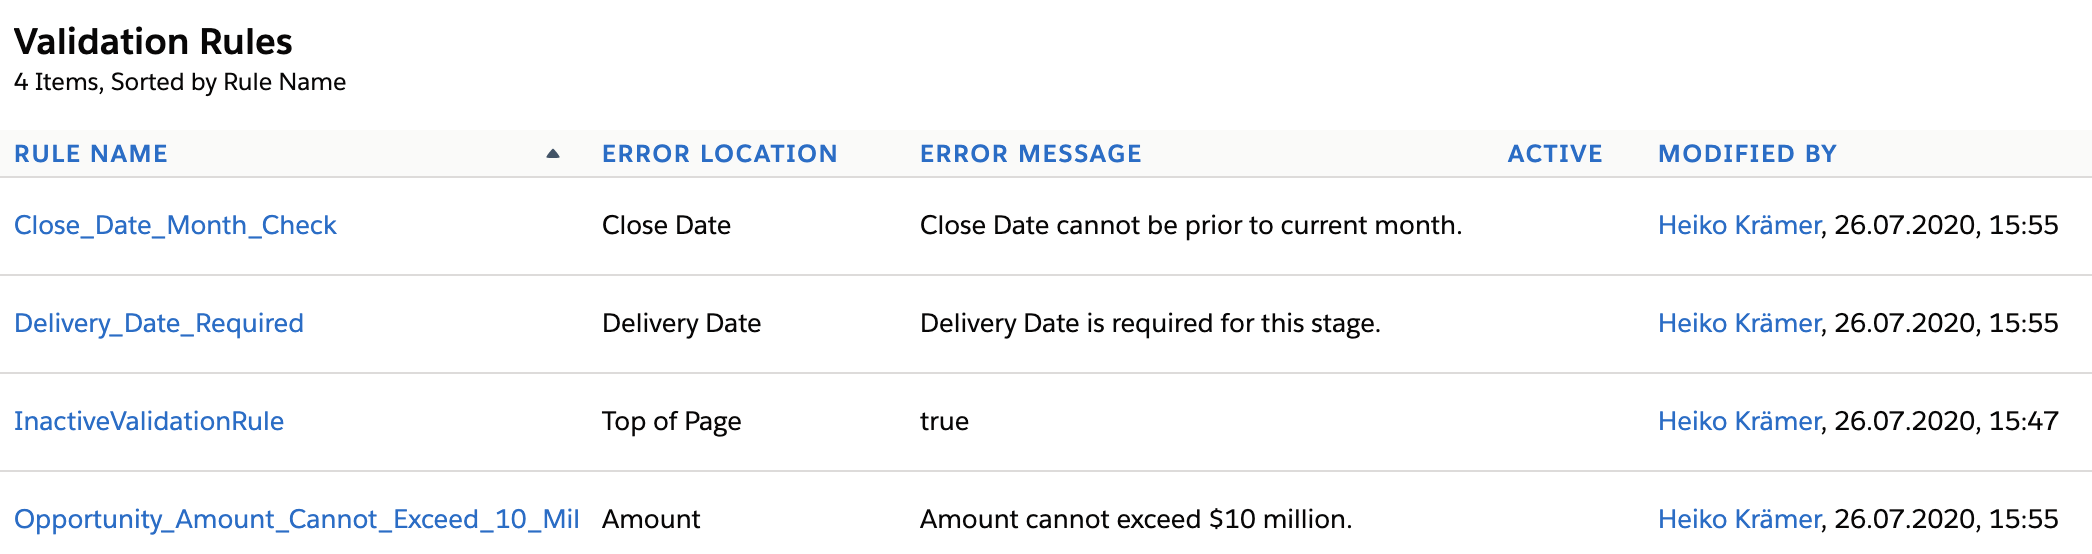 Validation Rules
4 Items, Sorted by Rule Name
RULE NAME ERROR LOCATION ERROR MESSAGE ACTIVE MODIFIED BY
Close_Date_Month_Check Close Date Close Date cannot be prior to current month. Heiko Krämer, 26.07.2020, 15:55
Delivery_Date_Required Delivery Date Delivery Date is required for this stage. Heiko Krämer, 26.07.2020, 15:55
InactiveValidationRule Top of Page true Heiko Krämer, 26.07.2020, 15:47
Opportunity_Amount_Cannot_Exceed_10_Mil Amount Amount cannot exceed $10 million. Heiko Krämer, 26.07.2020, 15:55